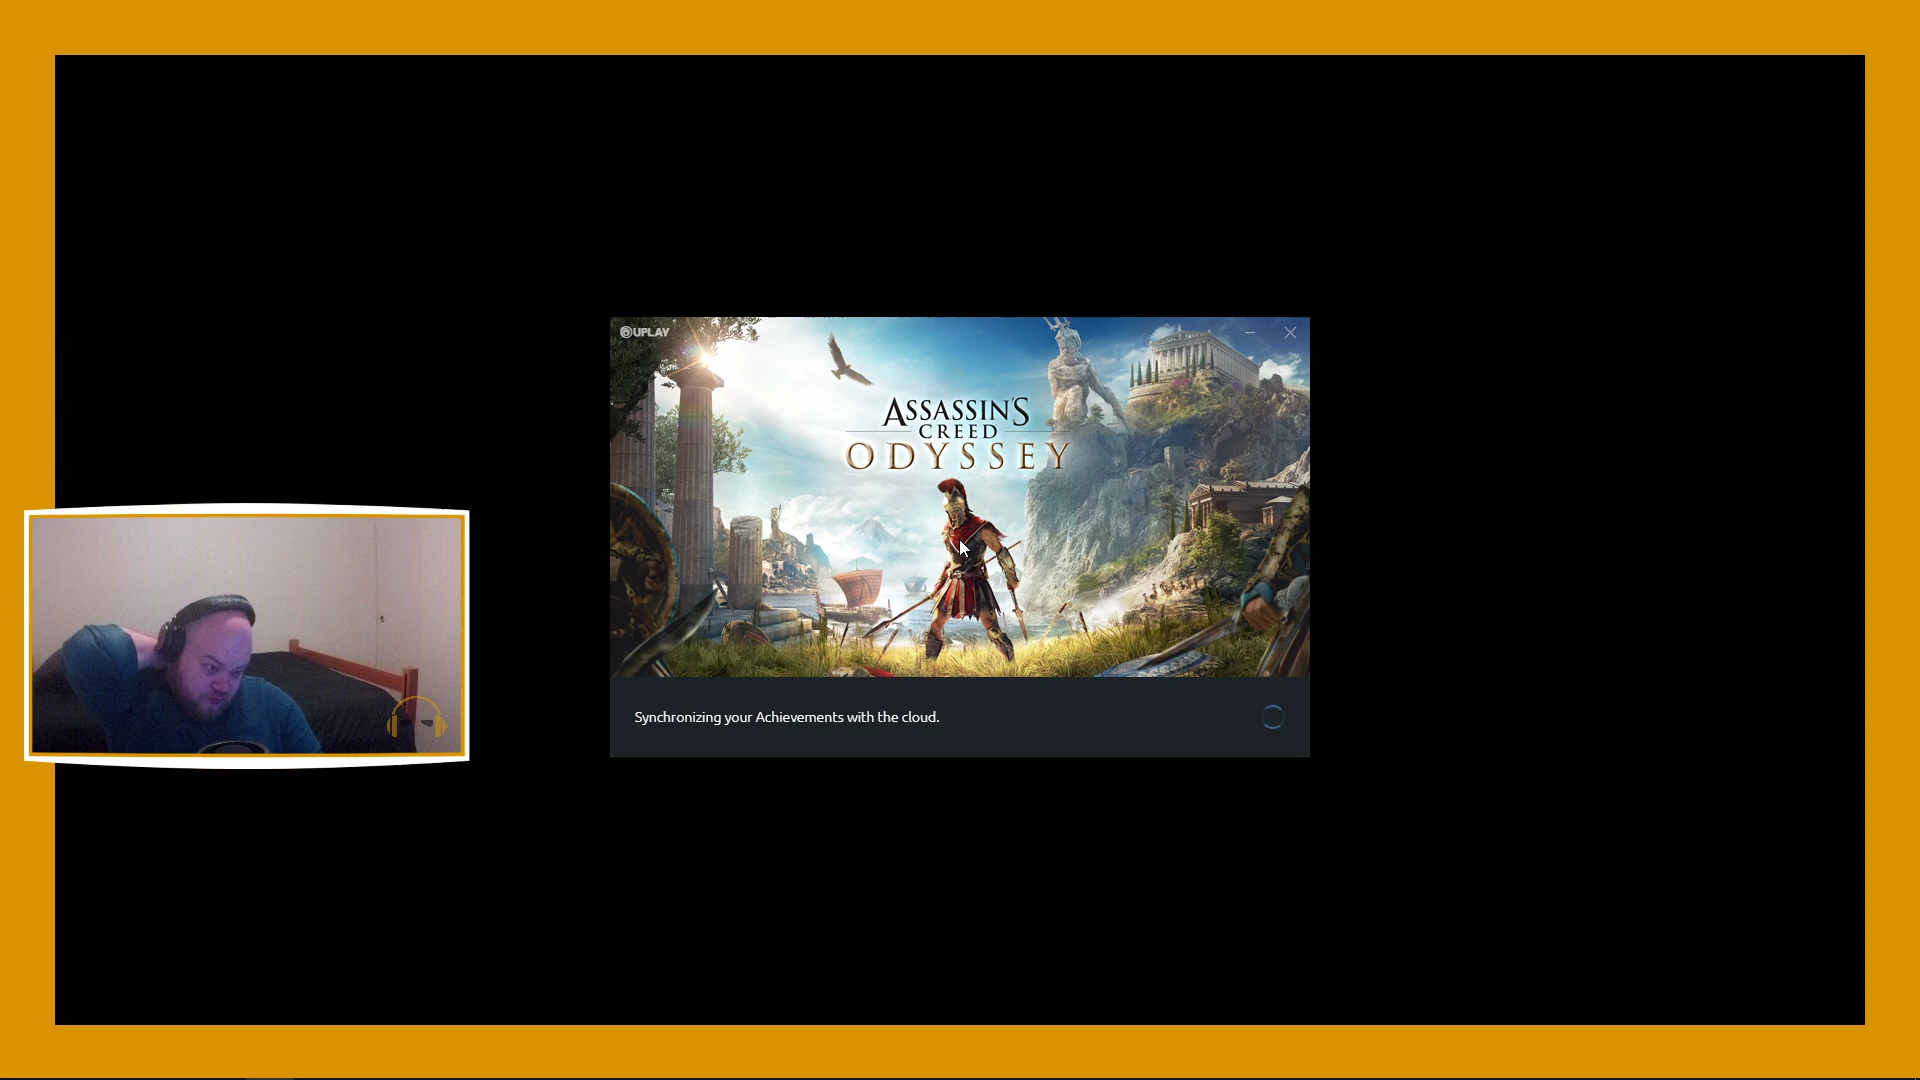 UPLAY
ASSASSIN'S
CREED
ODYSSEY
Synchronizing your Achievements with the cloud.